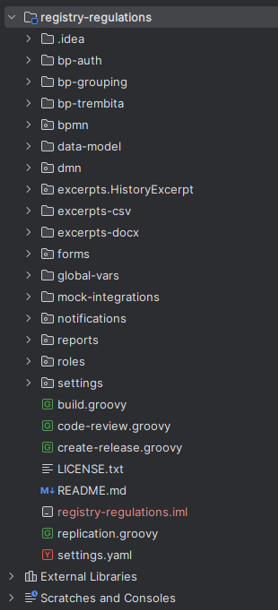 registry-regulations
.idea
bp-auth
bp-grouping
bp-trembita
bpmn
data-model
dmn
excerpts.HistoryExcerpt
excerpts-csv
excerpts-docx
forms
global-vars
mock-integrations
notifications
reports
roles
settings
build.groovy
code-review.groovy
create-release.groovy
LICENSE.txt
README.md
registry-regulations.iml
replication.groovy
settings.yaml
External Libraries
Scratches and Consoles